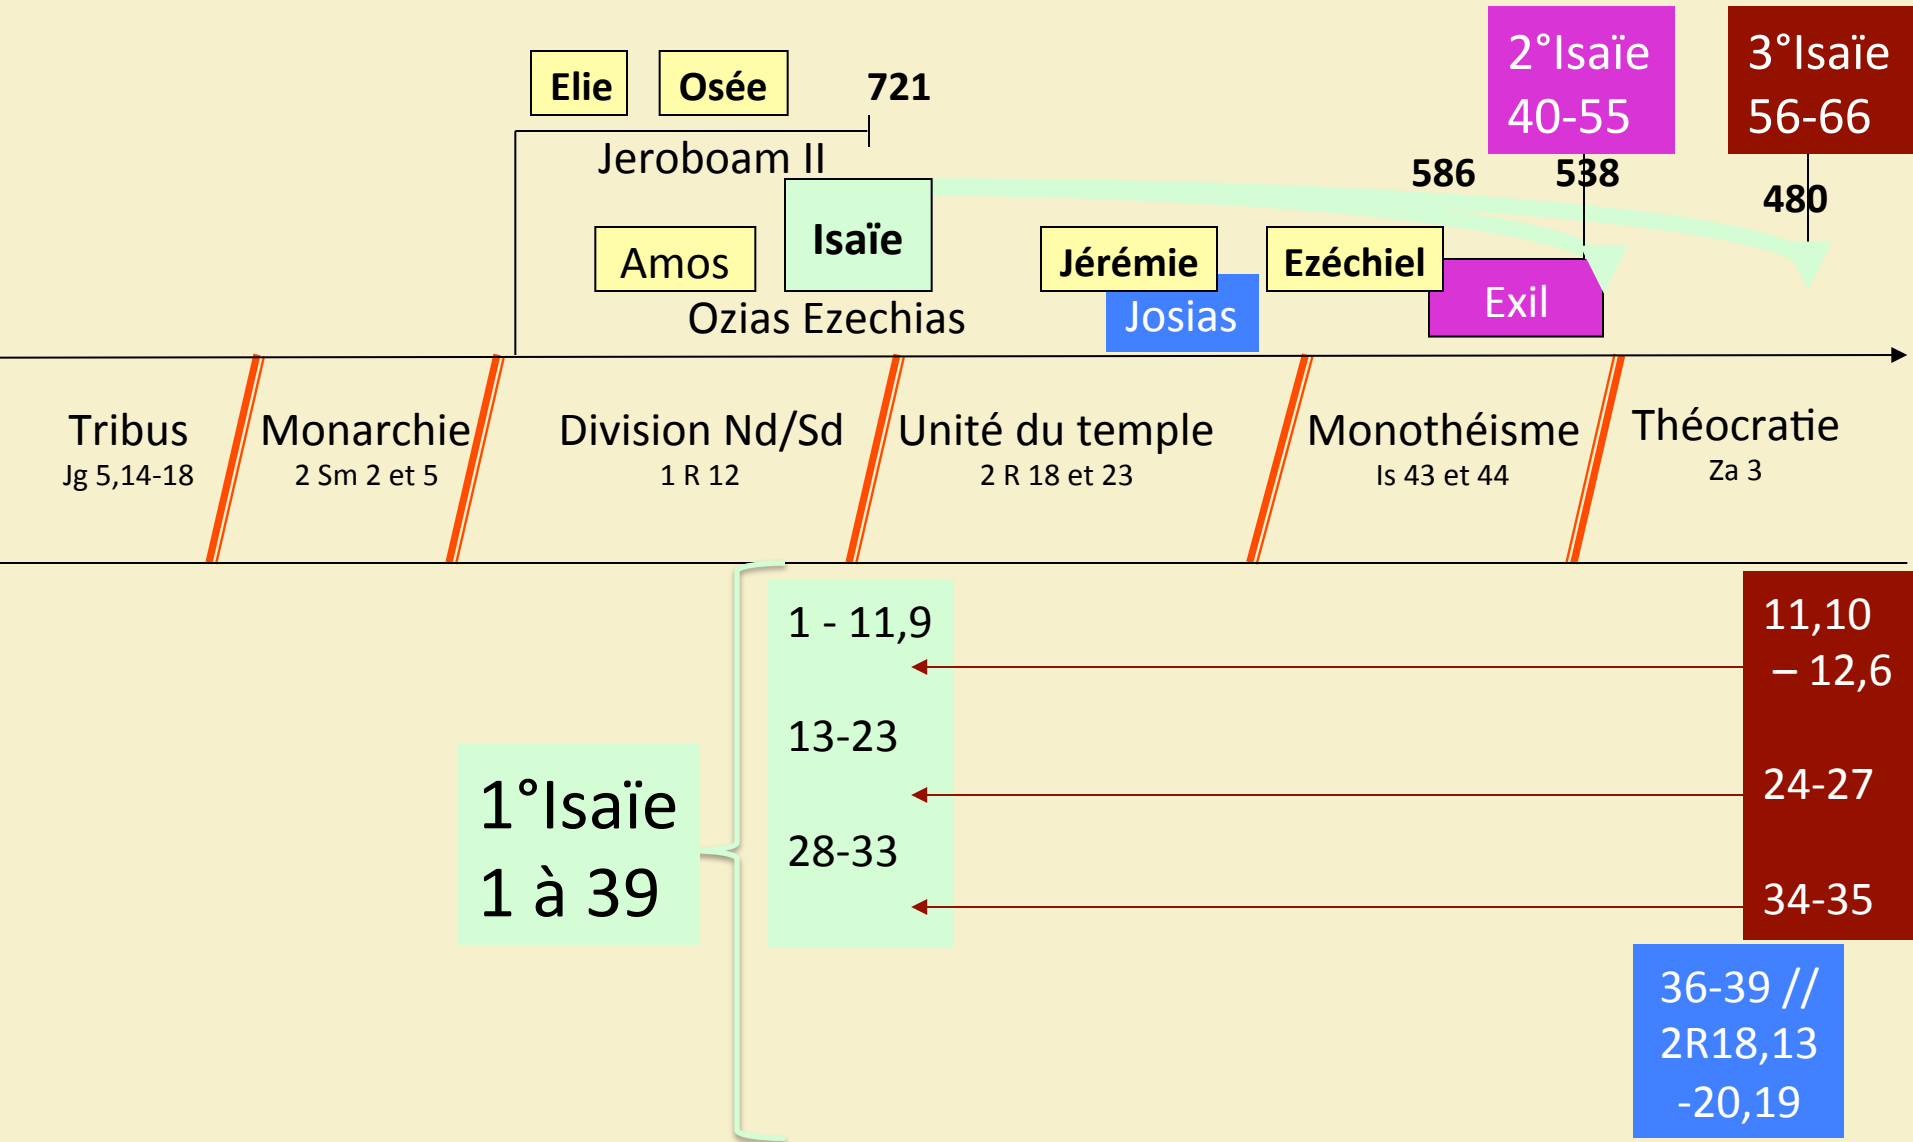 2°Isaïe
40-55
3°Isaïe
56-66
Elie
Osée
721
Jeroboam II
586
538
480
Amos
Isaïe
Jérémie
Ezéchiel
Ozias Ezechias
Josias
Exil
Tribus
Jg 5,14-18
Monarchie
2 Sm 2 et 5
Division Nd/Sd
1 R 12
Unité du temple
2 R 18 et 23
Monothéisme
Is 43 et 44
Théocratie
Za 3
1°Isaïe
1 à 39
1 - 11,9
13-23
28-33
11,10
– 12,6
24-27
34-35
36-39 //
2R18,13
-20,19